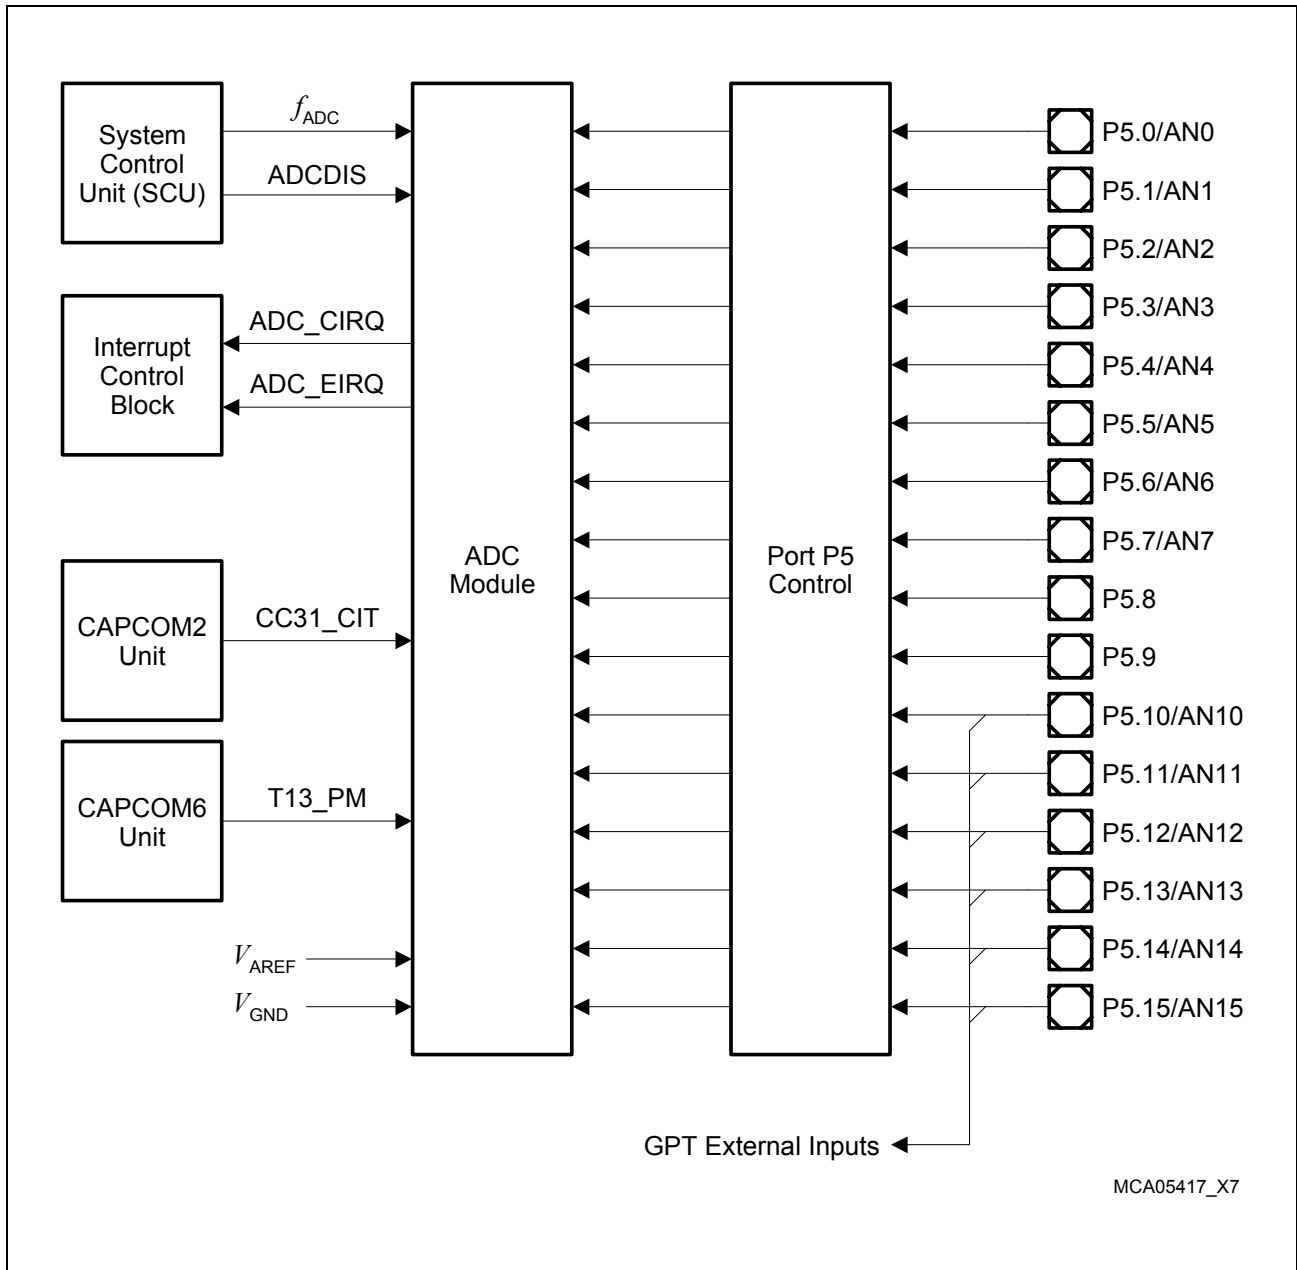 System
Control
Unit (SCU)
f ADC
ADCDIS
Interrupt
Control
Block
ADC_CIRQ
ADC_EIRQ
CAPCOM2
Unit
CC31_CIT
CAPCOM6
Unit
T13_PM
V AREF
V GND
ADC
Module
Port P5
Control
P5.0/AN0
P5.1/AN1
P5.2/AN2
P5.3/AN3
P5.4/AN4
P5.5/AN5
P5.6/AN6
P5.7/AN7
P5.8
P5.9
P5.10/AN10
P5.11/AN11
P5.12/AN12
P5.13/AN13
P5.14/AN14
P5.15/AN15
GPT External Inputs
MCA05417_X7